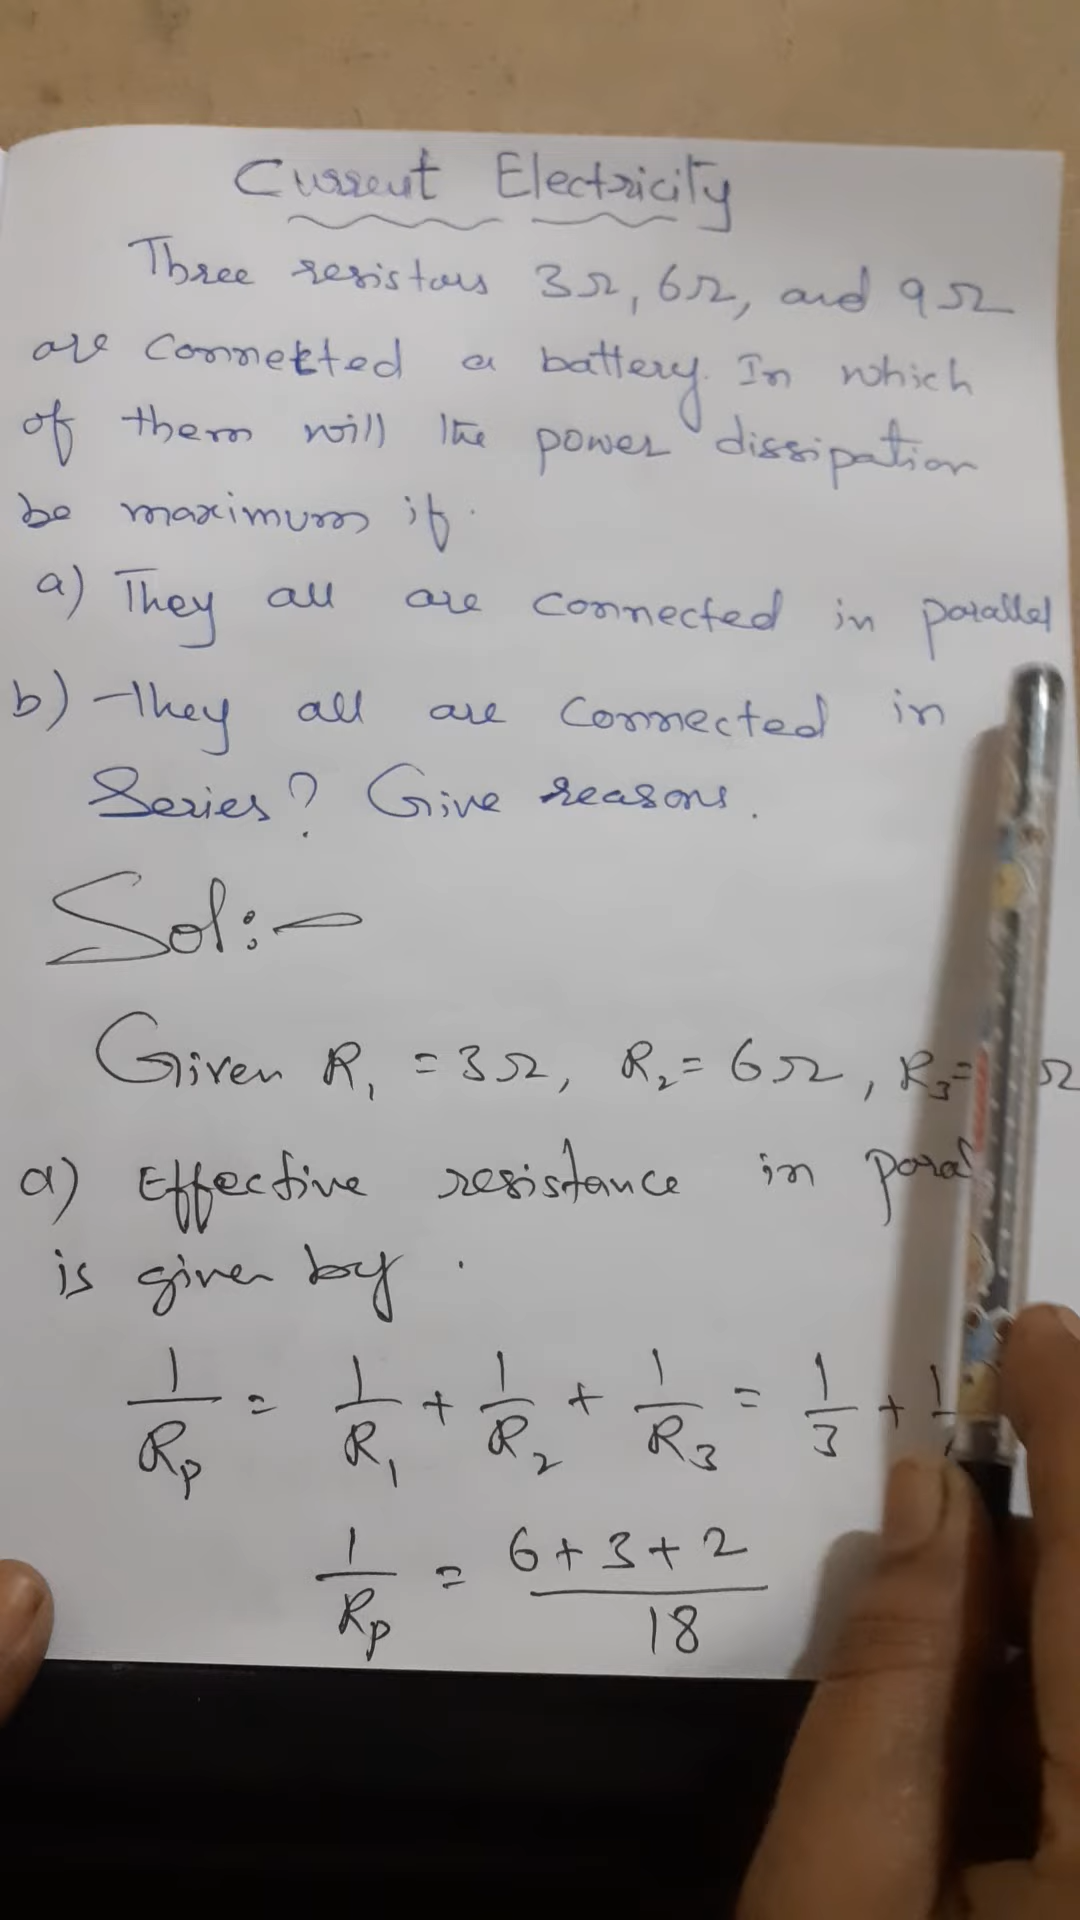 Current Electricity
Three resistors 3Ω, 6Ω, and 9Ω
are connected a battery. In which
of them will the power dissipation
be maximum if.
a) They all are connected in parallel
b) They all are connected in
Series? Give reasons.
Sol:-
Given R₁ = 3Ω, R₂ = 6Ω, R₃ = Ω
a) Effective resistance in
is given by.
1/Rp = 1/R₁ + 1/R₂ + 1/R₃ = 1/3 +
1/Rp = 6+3+2/18